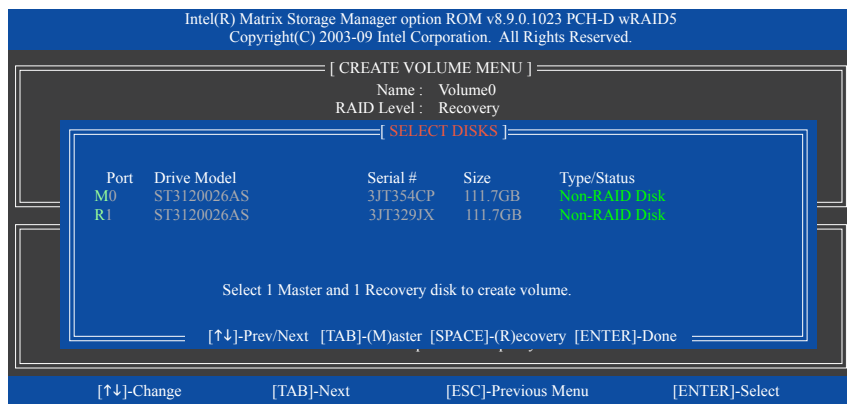 Intel(R) Matrix Storage Manager option ROM v8.9.0.1023 PCH-D wRAID5
Copyright(C) 2003-09 Intel Corporation. All Rights Reserved.
[ CREATE VOLUME MENU ]
Name : Volume0
RAID Level : Recovery
[ SELECT DISKS ]
Port Drive Model Serial # Size Type/Status
M0 ST3120026AS 3JT354CP 111.7GB Non-RAID Disk
R1 ST3120026AS 3JT329JX 111.7GB Non-RAID Disk
Select 1 Master and 1 Recovery disk to create volume.
[↑↓]-Prev/Next [TAB]-(M)aster [SPACE]-(R)ecovery [ENTER]-Done
[↑↓]-Change [TAB]-Next [ESC]-Previous Menu [ENTER]-Select